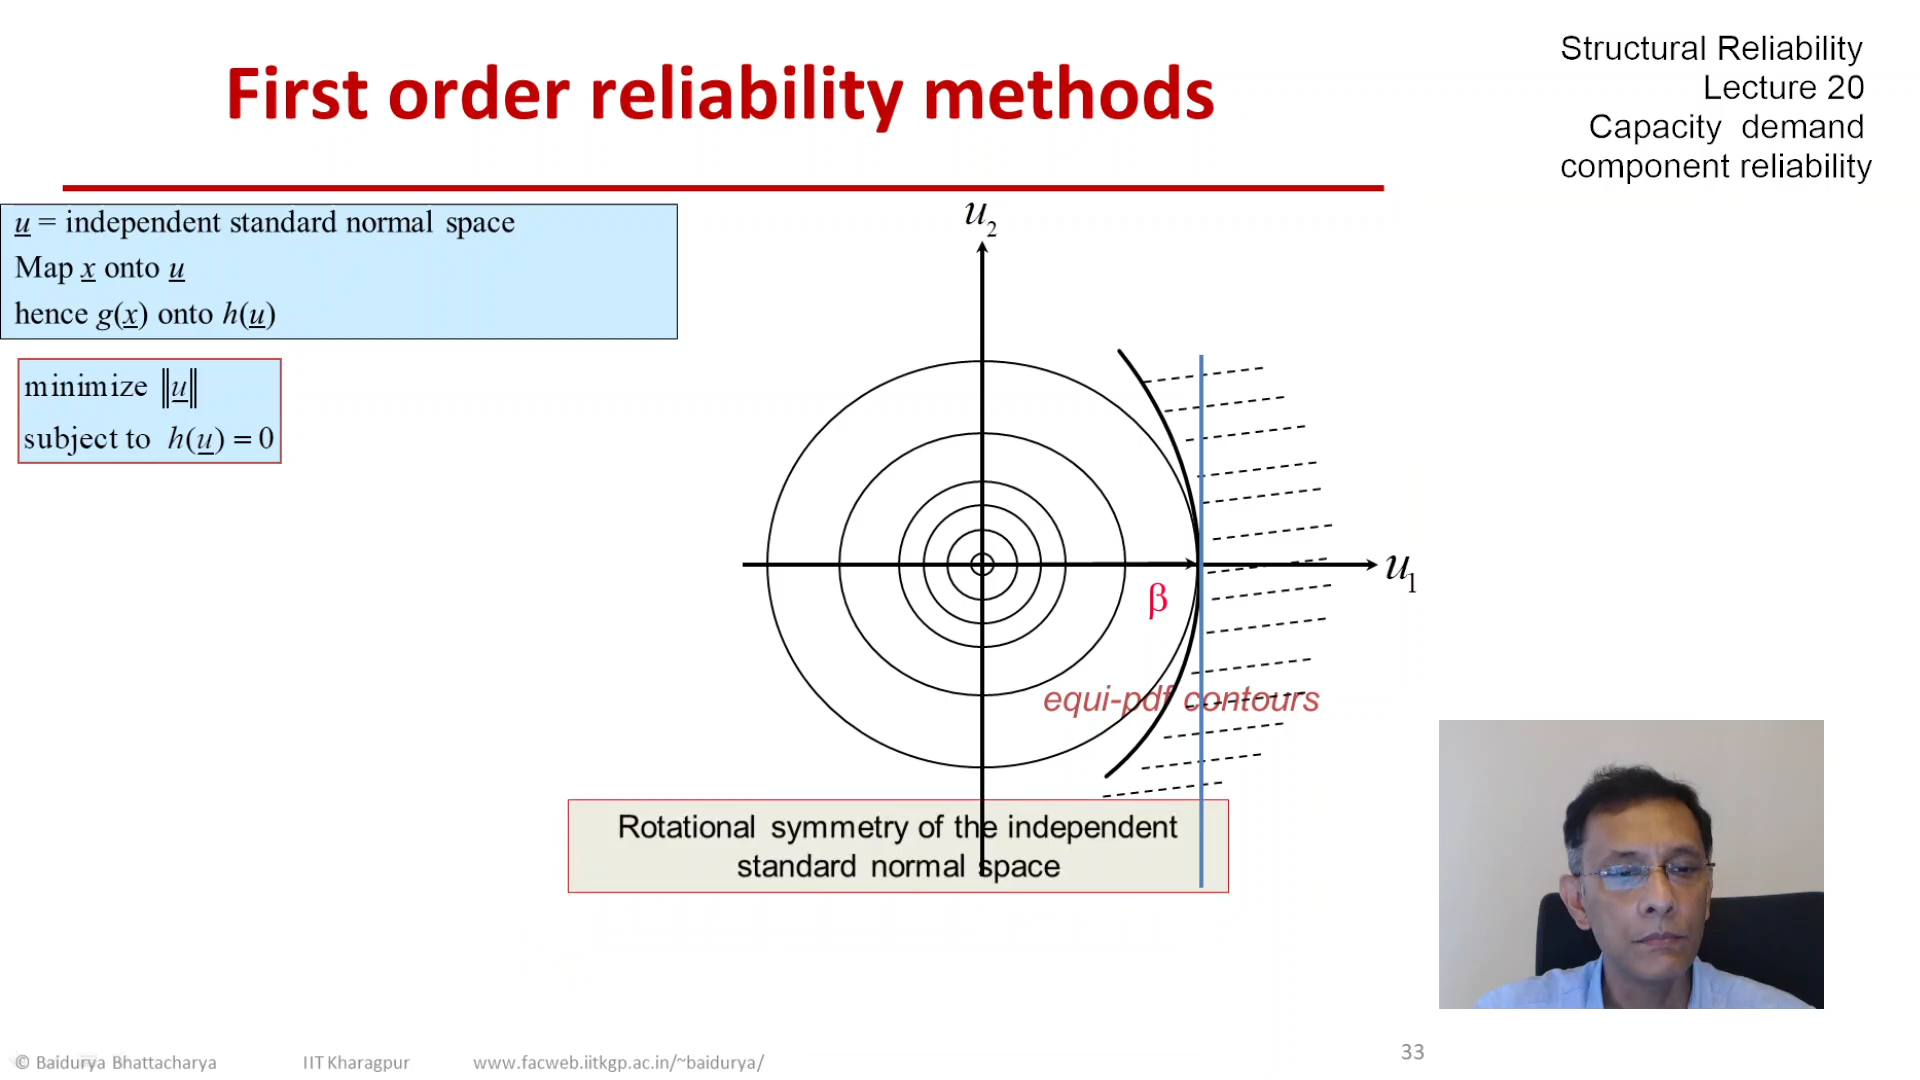 First order reliability methods
Structural Reliability
Lecture 20
Capacity demand
component reliability
u = independent standard normal space
Map x onto u
hence g(x) onto h(u)
minimize ‖u‖
subject to h(u) = 0
u2
u1
β
equi-pdf contours
Rotational symmetry of the independent
standard normal space
© Baidurya Bhattacharya IIT Kharagpur www.facweb.iitkgp.ac.in/~baidurya/
33